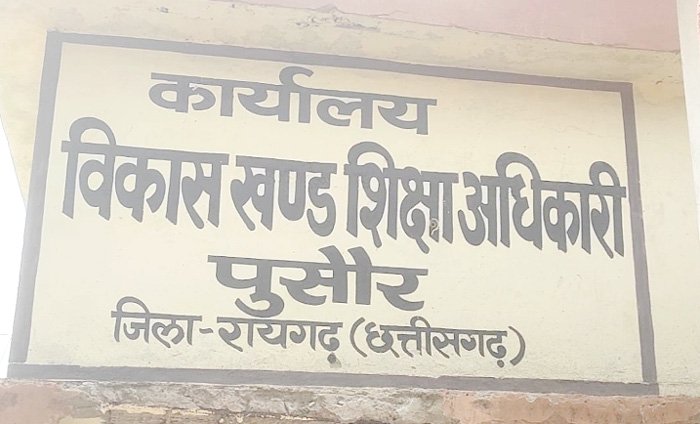 कार्यालय
विकास खण्ड शिक्षा अधिकारी
पुसौर
जिला-रायगढ़ (छत्तीसगढ़)